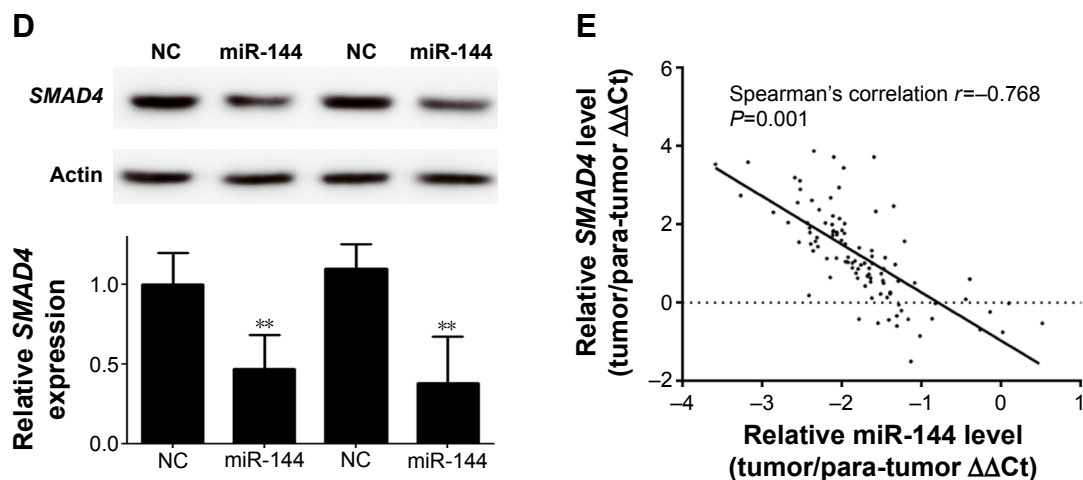 D
NC miR-144 NC miR-144
SMAD4
Actin
Relative SMAD4
expression
1.0
0.5
0.0
** **
NC miR-144 NC miR-144
E
Relative SMAD4 level
(tumor/para-tumor ΔΔCt)
6
4
2
0
–2
Spearman’s correlation r=–0.768
P=0.001
–4 –3 –2 –1 0 1
Relative miR-144 level
(tumor/para-tumor ΔΔCt)